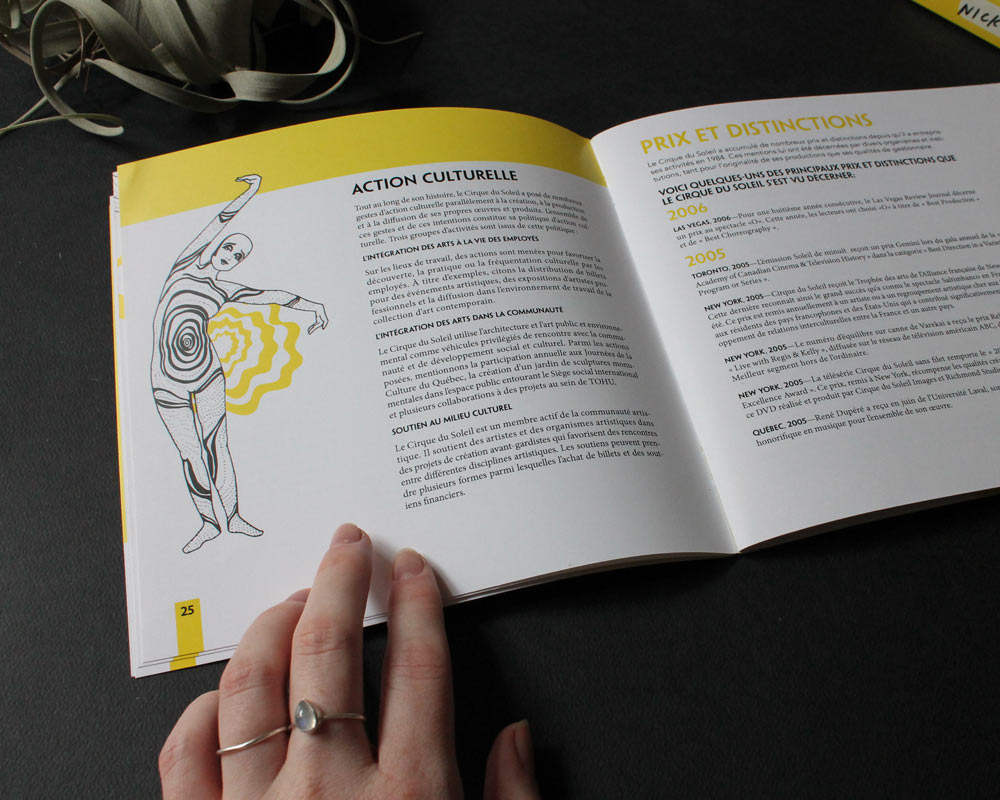 NICK
ACTION CULTURELLE
Tout au long de son histoire, le Cirque du Soleil a posé de nombreux
gestes d'action culturelle parallèlement à la création, à la production
et à la diffusion de ses propres œuvres et produits. L'ensemble de
ces gestes et de ces intentions constitue sa politique d'action cul-
turelle. Trois groupes d'activités sont issus de cette politique :
L'INTÉGRATION DES ARTS À LA VIE DES EMPLOYÉS
Sur les lieux de travail, des actions sont menées pour favoriser la
découverte, la pratique ou la fréquentation culturelle par les
employés. À titre d'exemples, citons la distribution de billets
pour des événements artistiques, des expositions d'artistes pro-
fessionnels et la diffusion dans l'environnement de travail de la
collection d'art contemporain.
L'INTÉGRATION DES ARTS DANS LA COMMUNAUTÉ
Le Cirque du Soleil utilise l'architecture et l'art public et environne-
mental comme véhicules privilégiés de rencontre avec la commu-
nauté et de développement social et culturel. Parmi les actions
posées, mentionnons la participation annuelle aux Journées de la
Culture du Québec, la création d'un jardin de sculptures monu-
mentales dans l'espace public entourant le Siège social international
et plusieurs collaborations à des projets au sein de TOHU.
SOUTIEN AU MILIEU CULTUREL
Le Cirque du Soleil est un membre actif de la communauté artis-
tique. Il soutient des artistes et des organismes artistiques dans
des projets de création avant-gardistes qui favorisent des rencontres
entre différentes disciplines artistiques. Les soutiens peuvent pren-
dre plusieurs formes parmi lesquelles l'achat de billets et des sout-
iens financiers.
25
PRIX ET DISTINCTIONS
Le Cirque du Soleil a accumulé de nombreux prix et distinctions depuis qu'il a entrepris
ses activités en 1984. Ces mentions lui ont été décernées par divers organismes et insti-
tutions, tant pour l'originalité de ses productions que ses qualités de gestionnaire.
VOICI QUELQUES-UNS DES PRINCIPAUX PRIX ET DISTINCTIONS QUE
LE CIRQUE DU SOLEIL S'EST VU DÉCERNER:
2006
LAS VEGAS, 2006—Pour une huitième année consécutive, le Las Vegas Review Journal décerne
un prix au spectacle «O». Cette année, les lecteurs ont choisi «O» à titre de « Best Production »
et de « Best Choreography ».
2005
TORONTO, 2005—L'émission Soleil de minuit reçoit un prix Gemini lors du gala annuel de la
Academy of Canadian Cinema & Television History » dans la catégorie « Best Direction in a Variety
Program or Series ».
NEW YORK, 2005—Cirque du Soleil reçoit le Trophée des arts de l'Alliance française de New
Cette dernière reconnaît ainsi le grand succès qu'a connu le spectacle Saltimbanco en
été. Ce prix est remis annuellement à un artiste ou à un regroupement artistique cher aux
aux résidents des pays francophones et des États-Unis qui a contribué significativement
oppement de relations interculturelles entre la France et un autre pays.
NEW YORK, 2005—Le numéro d'équilibre sur canne de Varekai a reçu le prix
« Live with Regis & Kelly », diffusée sur le réseau de télévision américain ABC,
Meilleur segment hors de l'ordinaire.
NEW YORK, 2005—La télésérie Cirque du Soleil sans filet remporte le
Excellence Award ». Ce prix, remis à New York, récompense les qualités
ce DVD réalisé et produit par Cirque du Soleil Images et Richmond
QUÉBEC, 2005—René Dupéré a reçu en juin de l'Université Laval, un
honorifique en musique pour l'ensemble de son œuvre.